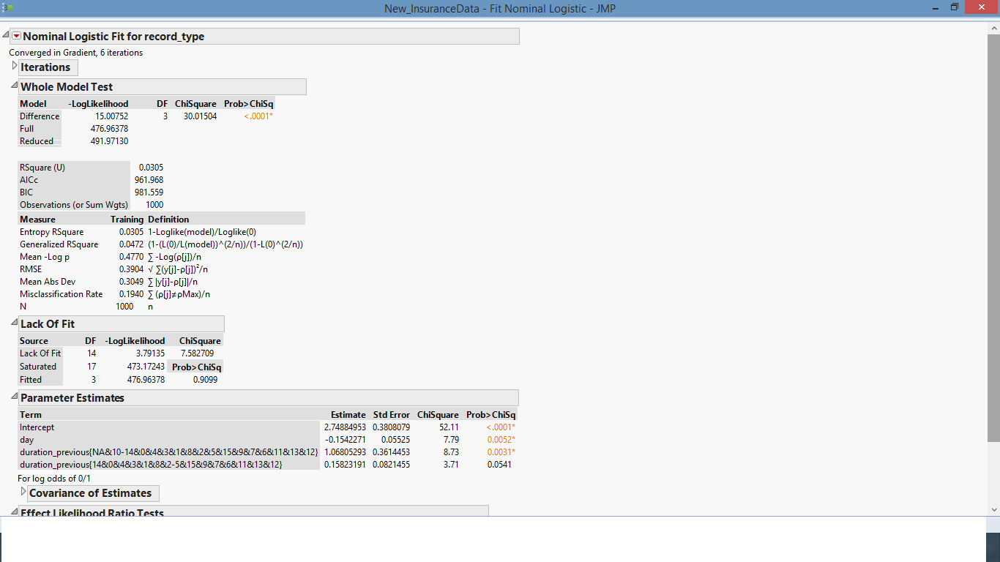 New_InsuranceData - Fit Nominal Logistic - JMP
Nominal Logistic Fit for record_type
Converged in Gradient, 6 iterations
Iterations
Whole Model Test
Model -LogLikelihood DF ChiSquare Prob>ChiSq
Difference 15.00752 3 30.01504 <.0001*
Full 476.96378
Reduced 491.97130
RSquare (U) 0.0305
AICc 961.968
BIC 981.559
Observations (or Sum Wgts) 1000
Measure Training Definition
Entropy RSquare 0.0305 1-Loglike(model)/Loglike(0)
Generalized RSquare 0.0472 (1-(L(0)/L(model))^(2/n))/(1-L(0)^(2/n))
Mean -Log p 0.4770 ∑ -Log(ρ[j])/n
RMSE 0.3904 √ ∑(y[j]-ρ[j])²/n
Mean Abs Dev 0.3049 ∑ |y[j]-ρ[j]|/n
Misclassification Rate 0.1940 ∑ (ρ[j]≠ρMax)/n
N 1000 n
Lack Of Fit
Source DF -LogLikelihood ChiSquare
Lack Of Fit 14 3.79135 7.582709
Saturated 17 473.17243 Prob>ChiSq
Fitted 3 476.96378 0.9099
Parameter Estimates
Term Estimate Std Error ChiSquare Prob>ChiSq
Intercept 2.74884953 0.3808079 52.11 <.0001*
day -0.1542271 0.05525 7.79 0.0052*
duration_previous{NA&10-14&0&4&3&1&8&2&5&15&9&7&6&11&13&12} 1.06805293 0.3614453 8.73 0.0031*
duration_previous{14&0&4&3&1&8&2-5&15&9&7&6&11&13&12} 0.15823191 0.0821455 3.71 0.0541
For log odds of 0/1
Covariance of Estimates
Effect Likelihood Ratio Tests